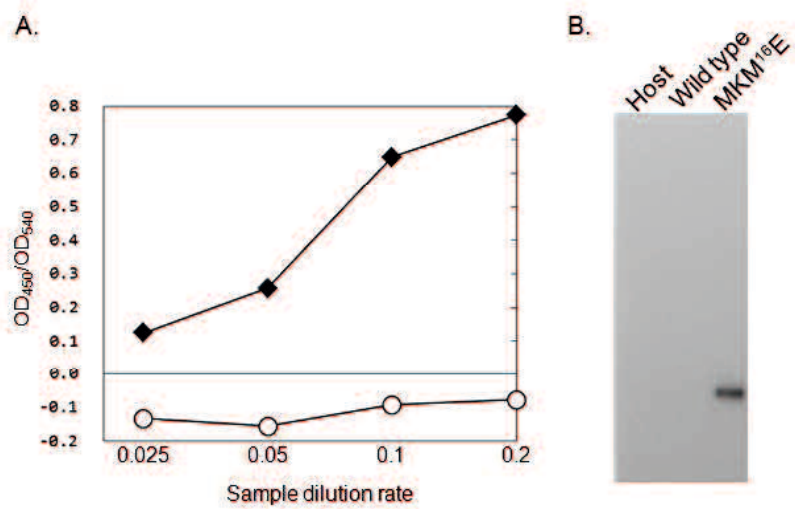 A.
B.
Host
Wild type
MKM¹⁶E
0.8
0.7
0.6
0.5
0.4
0.3
0.2
0.1
0.0
-0.1
-0.2
OD₄₅₀/OD₅₄₀
0.025 0.05 0.1 0.2
Sample dilution rate